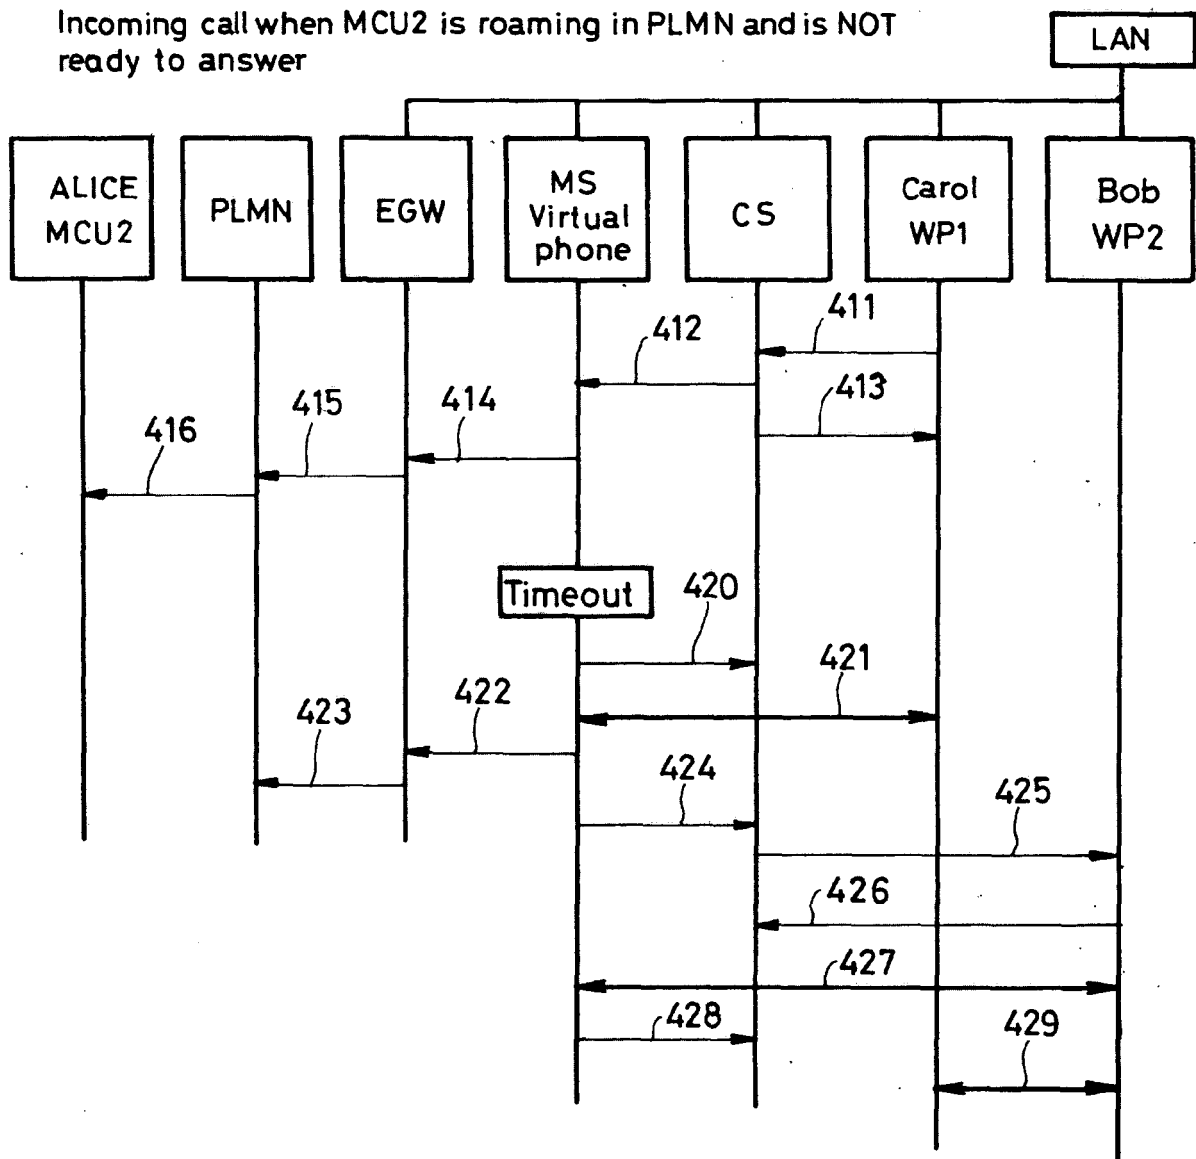 Incoming call when MCU2 is roaming in PLMN and is NOT
ready to answer
LAN
ALICE
MCU2
PLMN
EGW
MS
Virtual
phone
CS
Carol
WP1
Bob
WP2
411
412
413
414
415
416
Timeout
420
421
422
423
424
425
426
427
428
429